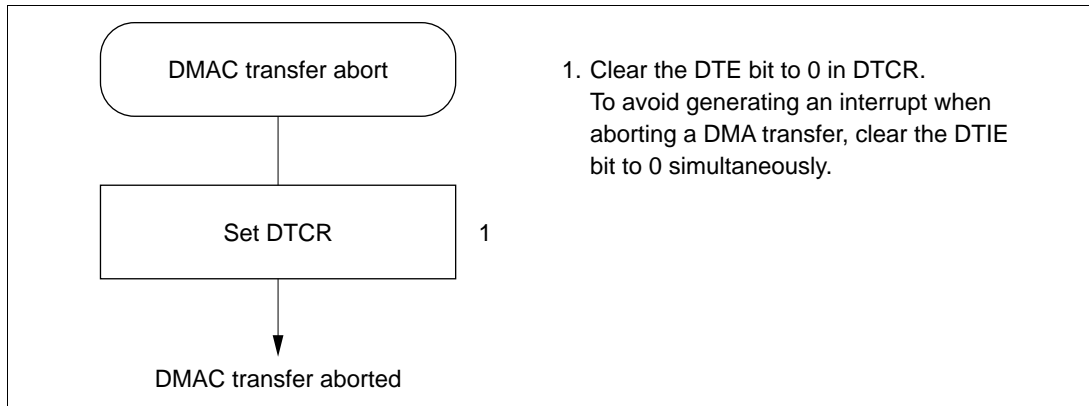 DMAC transfer abort
1. Clear the DTE bit to 0 in DTCR.
To avoid generating an interrupt when
aborting a DMA transfer, clear the DTIE
bit to 0 simultaneously.
Set DTCR
1
DMAC transfer aborted